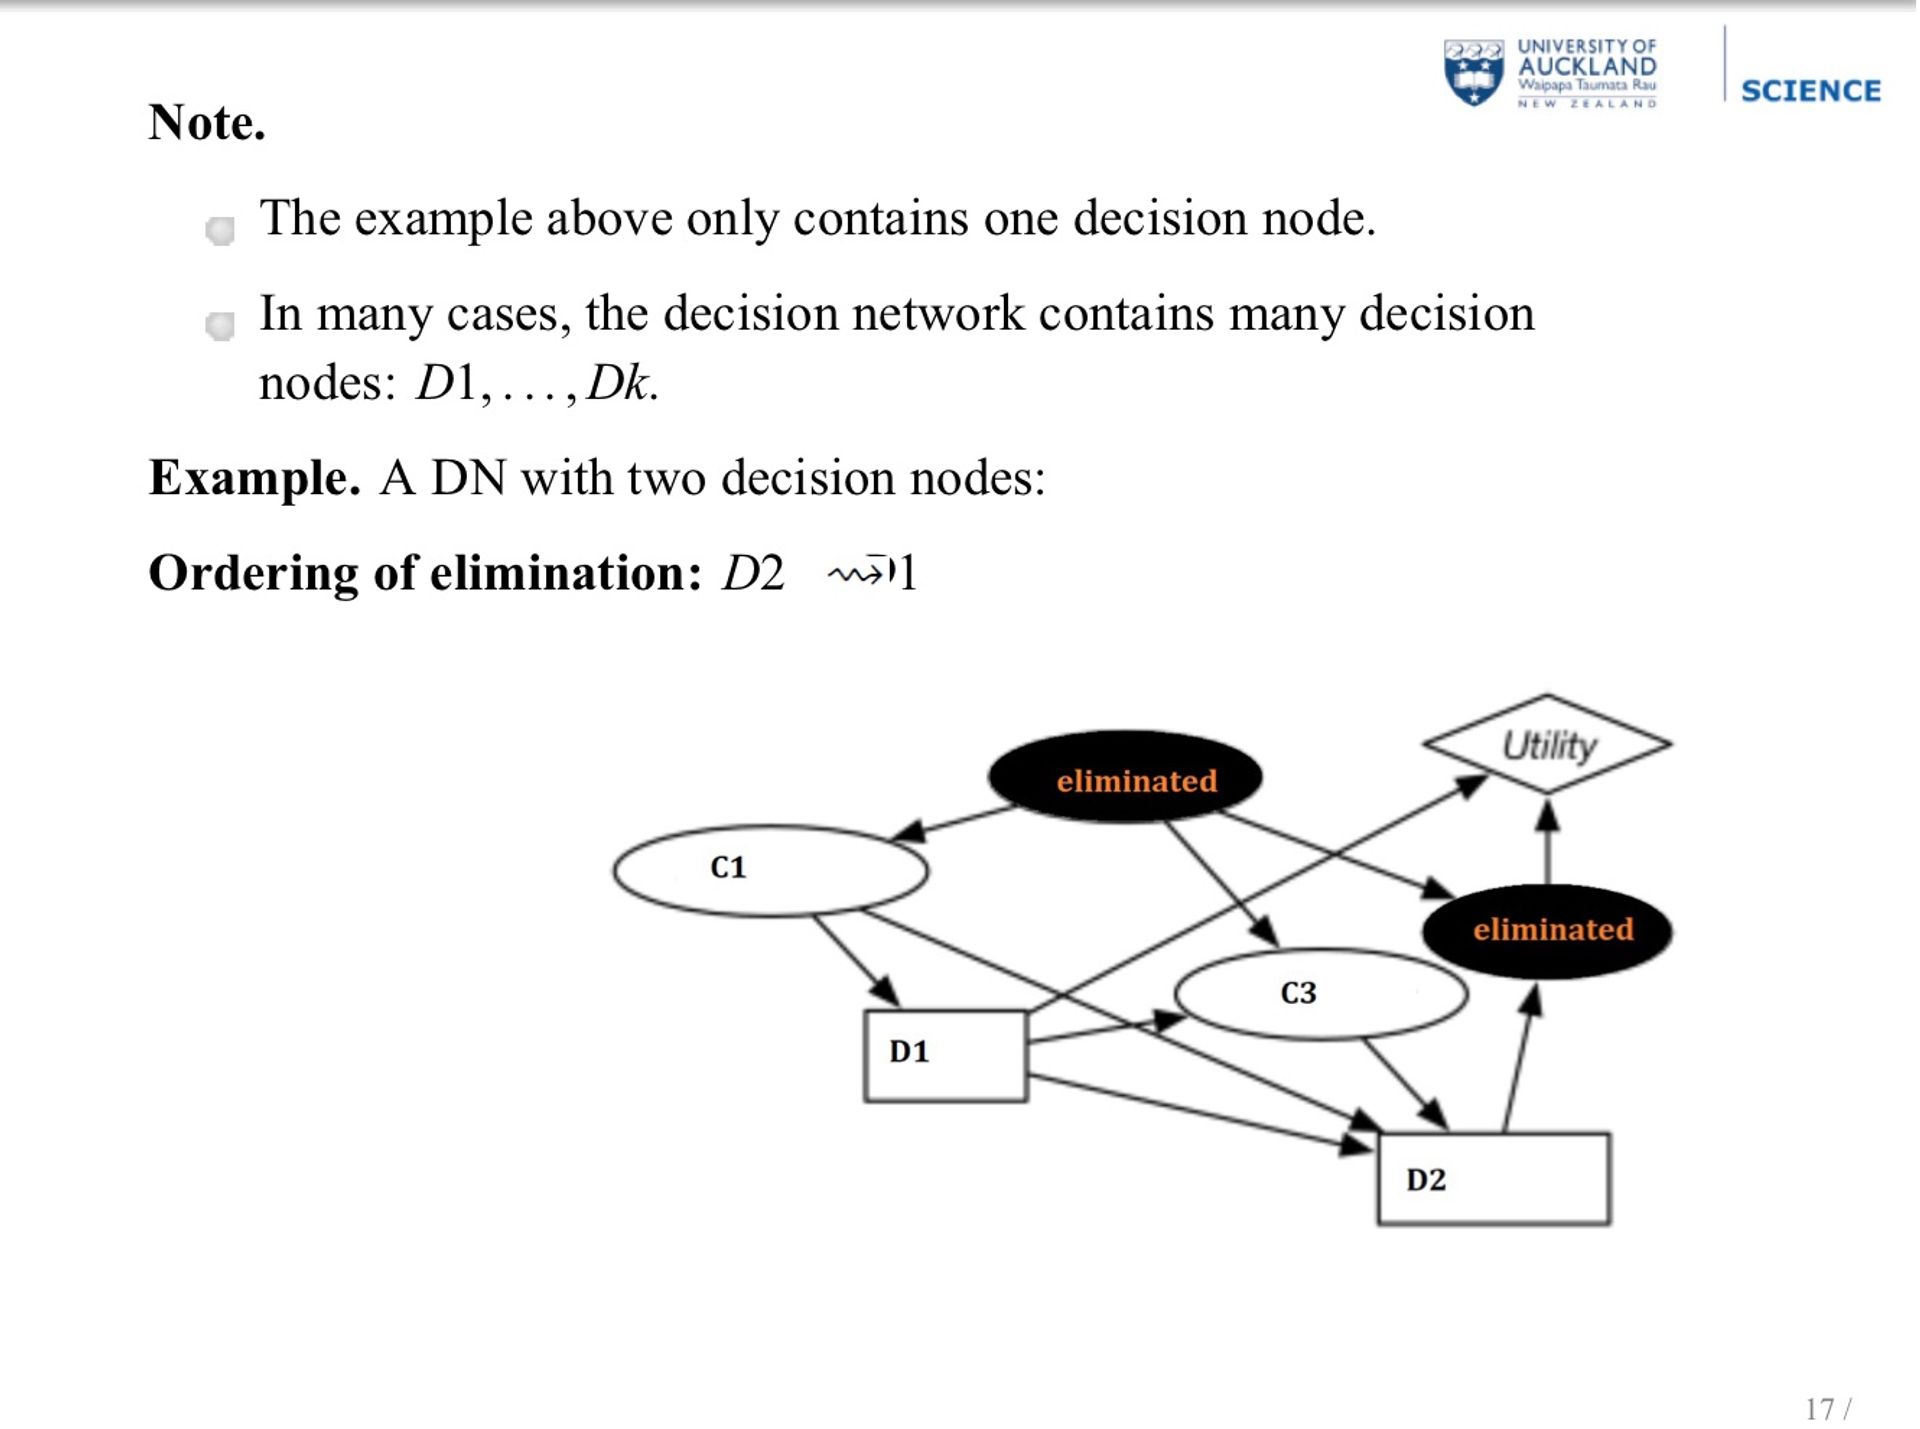 UNIVERSITY OF
AUCKLAND
Waipapa Taumata Rau
NEW ZEALAND
SCIENCE
Note.
The example above only contains one decision node.
In many cases, the decision network contains many decision
nodes: D1, . . . , Dk.
Example. A DN with two decision nodes:
Ordering of elimination: D2 ⇝ 1
Utility
eliminated
C1
eliminated
C3
D1
D2
17 /